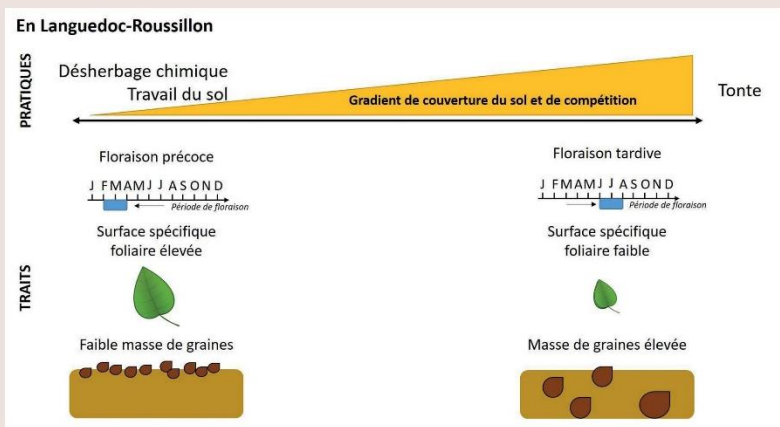 En Languedoc-Roussillon
PRATIQUES
Désherbage chimique
Travail du sol
Gradient de couverture du sol et de compétition
Tonte
TRAITS
Floraison précoce
J F M A M J J A S O N D
Période de floraison
Surface spécifique
foliaire élevée
Faible masse de graines
Floraison tardive
J F M A M J J A S O N D
Période de floraison
Surface spécifique
foliaire faible
Masse de graines élevée